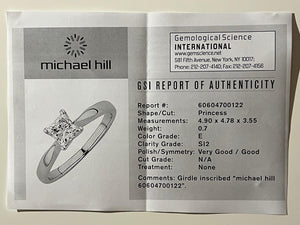 michael hill
Gemological Science
INTERNATIONAL
www.gemscience.net
581 Fifth Avenue, New York, NY 10017;
Phone: 212-207-4140; Fax: 212-207-4156
GSI REPORT OF AUTHENTICITY
Report #: 60604700122
Shape/Cut: Princess
Measurements: 4.90 x 4.78 x 3.55
Weight: 0.7
Color Grade: E
Clarity Grade: SI2
Polish/Symmetry: Very Good / Good
Cut Grade: N/A
Treatment: None
Comments: Girdle inscribed "michael hill
60604700122".